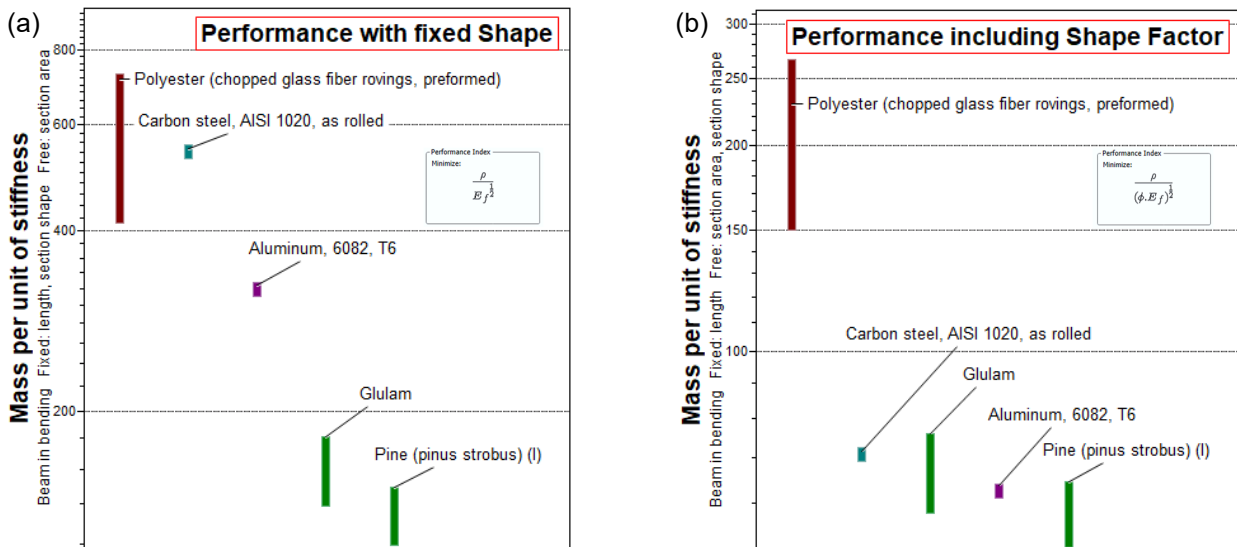 (a)
Performance with fixed Shape
800
600
400
200
Mass per unit of stiffness
Beam in bending Fixed: length, section shape Free: section area
Polyester (chopped glass fiber rovings, preformed)
Carbon steel, AISI 1020, as rolled
Performance Index
Minimize:
ρ
E_f^{1/2}
Aluminum, 6082, T6
Glulam
Pine (pinus strobus) (l)
(b)
Performance including Shape Factor
300
250
200
150
100
Mass per unit of stiffness
Beam in bending Fixed: length Free: section area, section shape
Polyester (chopped glass fiber rovings, preformed)
Performance Index
Minimize:
ρ
(ϕ.E_f)^{1/2}
Carbon steel, AISI 1020, as rolled
Glulam
Aluminum, 6082, T6
Pine (pinus strobus) (l)